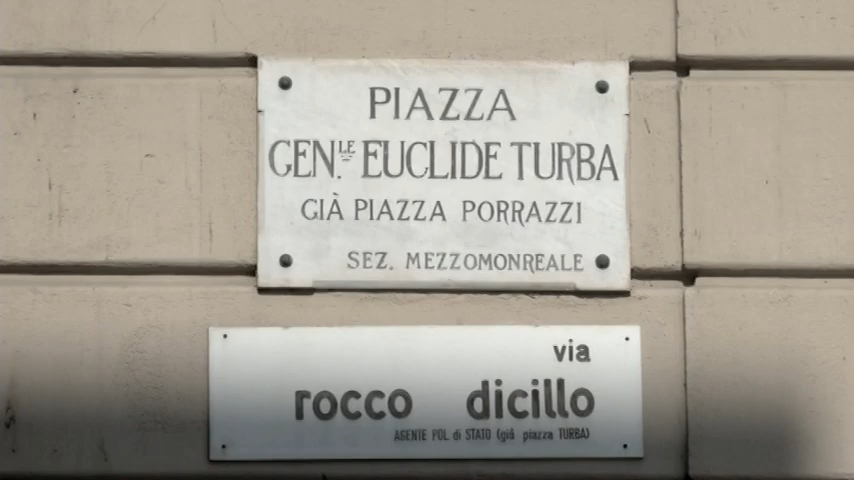 PIAZZA
GEN.LE EUCLIDE TURBA
GIÀ PIAZZA PORRAZZI
SEZ. MEZZOMONREALE
via
rocco dicillo
AGENTE POL. di STATO (già piazza TURBA)